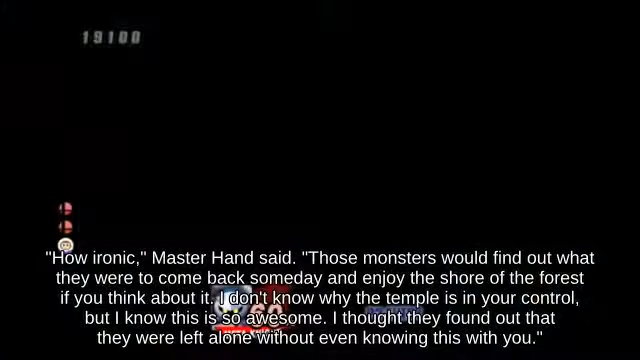 19100
"How ironic," Master Hand said. "Those monsters would find out what
they were to come back someday and enjoy the shore of the forest
if you think about it. I don't know why the temple is in your control,
but I know this is so awesome. I thought they found out that
they were left alone without even knowing this with you."